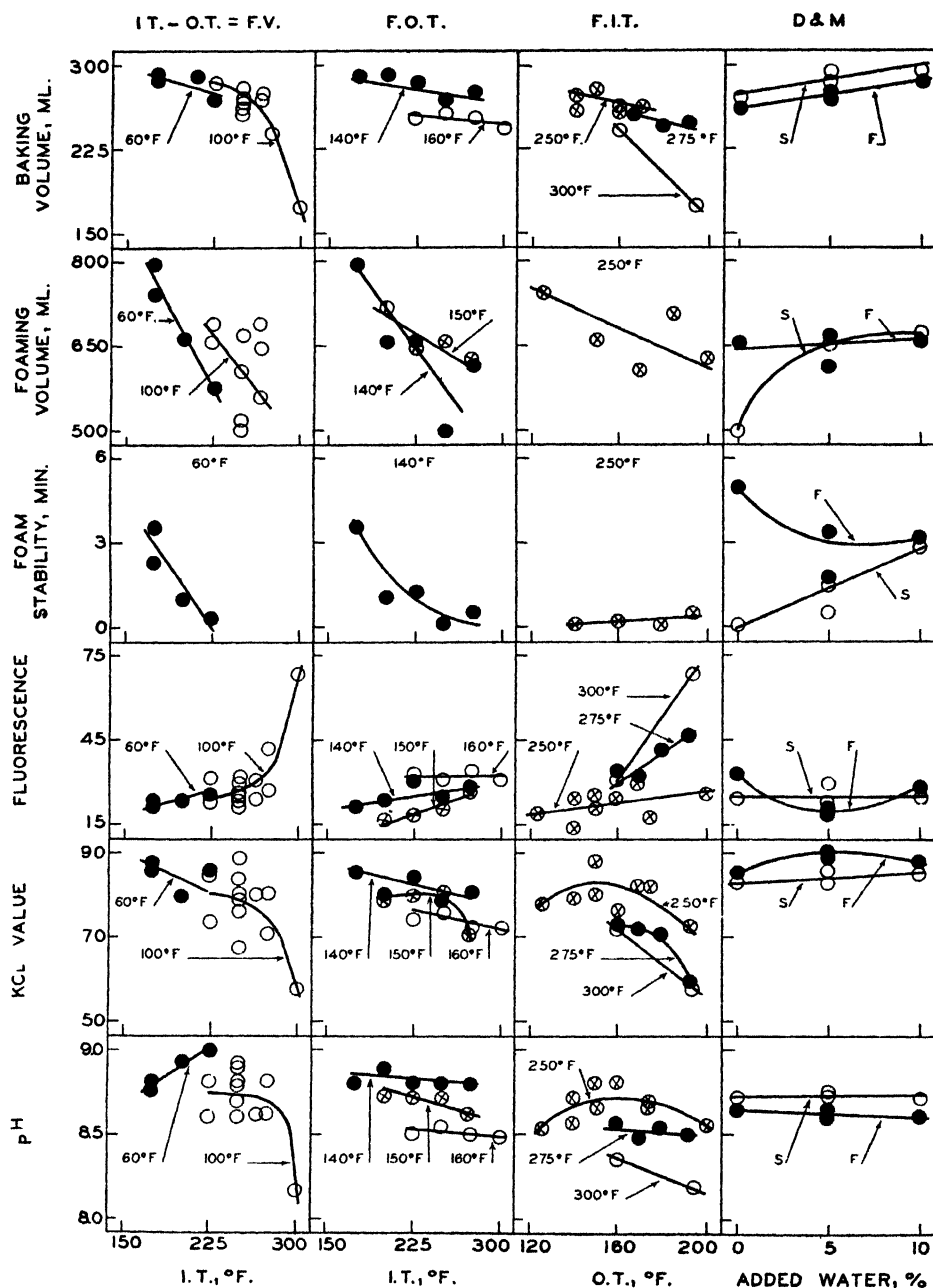 I.T.-O.T. = F.V. F.O.T. F.I.T. D & M
BAKING VOLUME, ML.
300
225
150
60°F 100°F
140°F 160°F
250°F. 275°F
300°F
S F
FOAMING VOLUME, ML.
800
650
500
60°F.
100°F
150°F
140°F
250°F
S F
FOAM STABILITY, MIN.
6
3
0
60°F
140°F
250°F
F
S
FLUORESCENCE
75
45
15
60°F 100°F
140°F 150°F 160°F
300°F
275°F
250°F
S F
KCL VALUE
90
70
50
60°F
100°F
140°F 150°F 160°F
250°F
275°F
300°F
S F
pH
9.0
8.5
8.0
60°F
100°F
140°F 150°F 160°F
250°F
275°F
300°F
S F
150 225 300 150 225 300 120 160 200 0 5 10
I.T., °F. I.T., °F. O.T., °F. ADDED WATER, %